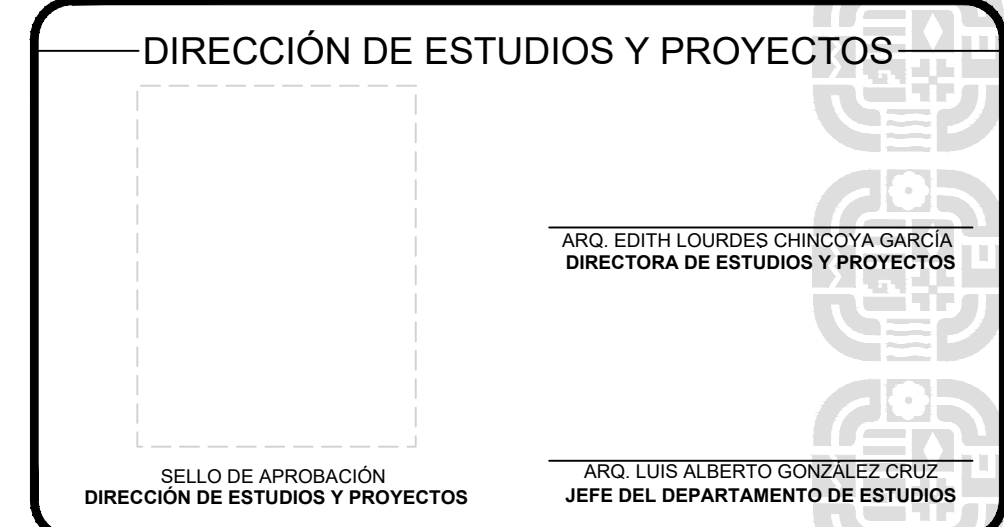 DIRECCIÓN DE ESTUDIOS Y PROYECTOS
ARQ. EDITH LOURDES CHINCOYA GARCÍA
DIRECTORA DE ESTUDIOS Y PROYECTOS
SELLO DE APROBACIÓN
DIRECCIÓN DE ESTUDIOS Y PROYECTOS
ARQ. LUIS ALBERTO GONZÁLEZ CRUZ
JEFE DEL DEPARTAMENTO DE ESTUDIOS